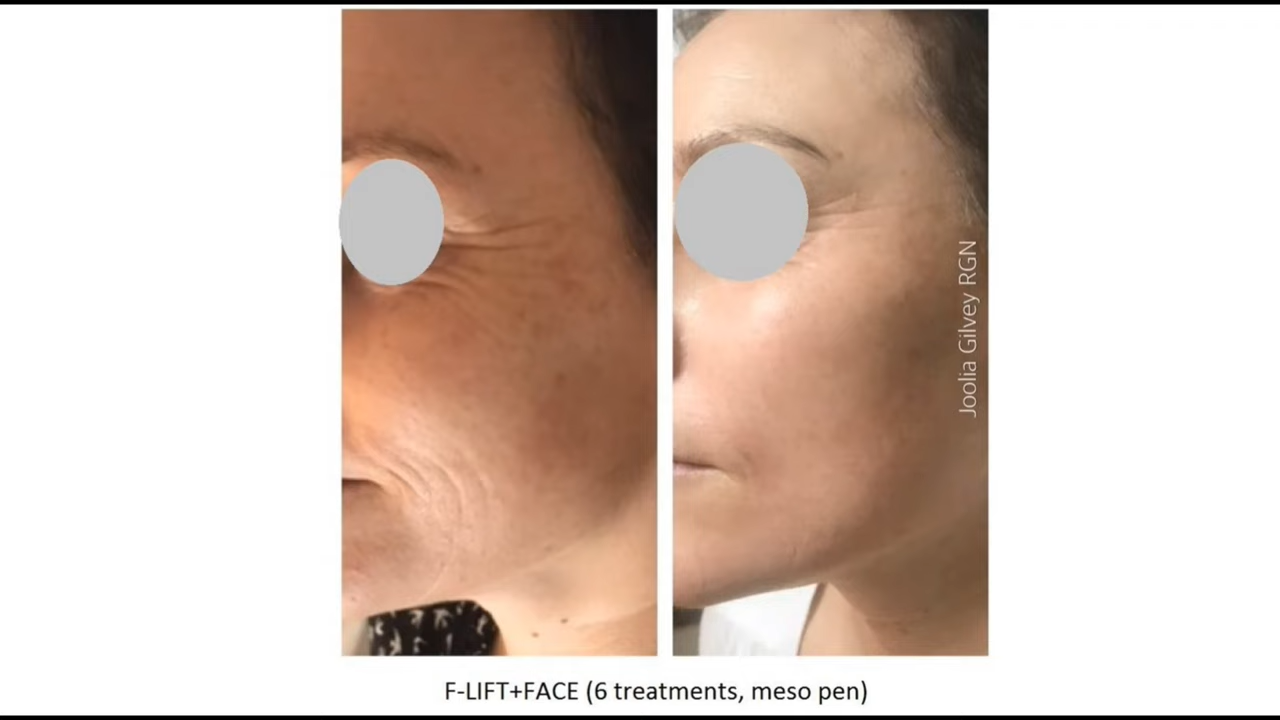 Joolia Gilvey RGN
F-LIFT+FACE (6 treatments, meso pen)